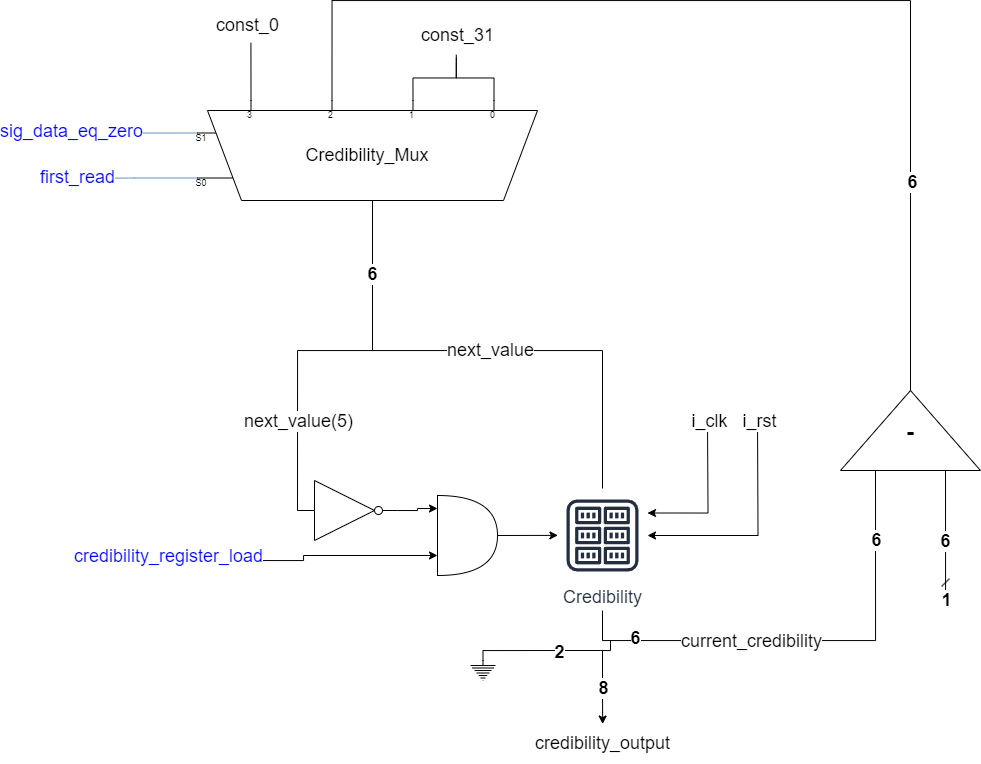 const_0
const_31
3
2
1
0
sig_data_eq_zero
S1
Credibility_Mux
first_read
S0
6
6
next_value
next_value(5)
i_clk
i_rst
-
6
6
credibility_register_load
Credibility
1
6
current_credibility
2
8
credibility_output